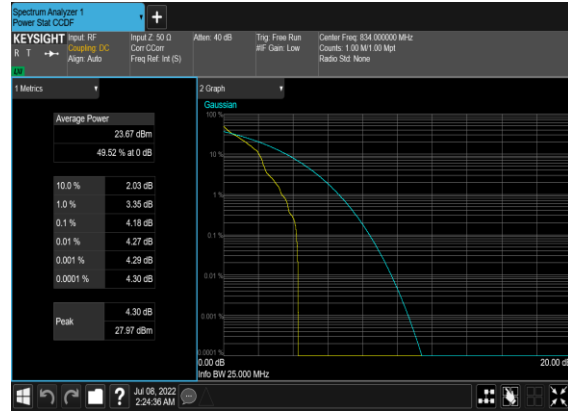 Spectrum Analyzer 1
Power Stat CCDF
KEYSIGHT
R T
LM
Input: RF
Coupling: DC
Align: Auto
Input Z: 50 Ω
Corr CCorr
Freq Ref: Int (S)
Atten: 40 dB
Trig: Free Run
#IF Gain: Low
Center Freq: 834.000000 MHz
Counts: 1.00 M/1.00 Mpt
Radio Std: None
1 Metrics
Average Power
23.67 dBm
49.52 % at 0 dB
10.0 % 2.03 dB
1.0 % 3.35 dB
0.1 % 4.18 dB
0.01 % 4.27 dB
0.001 % 4.29 dB
0.0001 % 4.30 dB
Peak
4.30 dB
27.97 dBm
2 Graph
Gaussian
100 %
10 %
1 %
0.1 %
0.01 %
0.001 %
0.0001 %
0.00 dB
20.00 dB
Info BW 25.000 MHz
Jul 08, 2022
2:24:36 AM